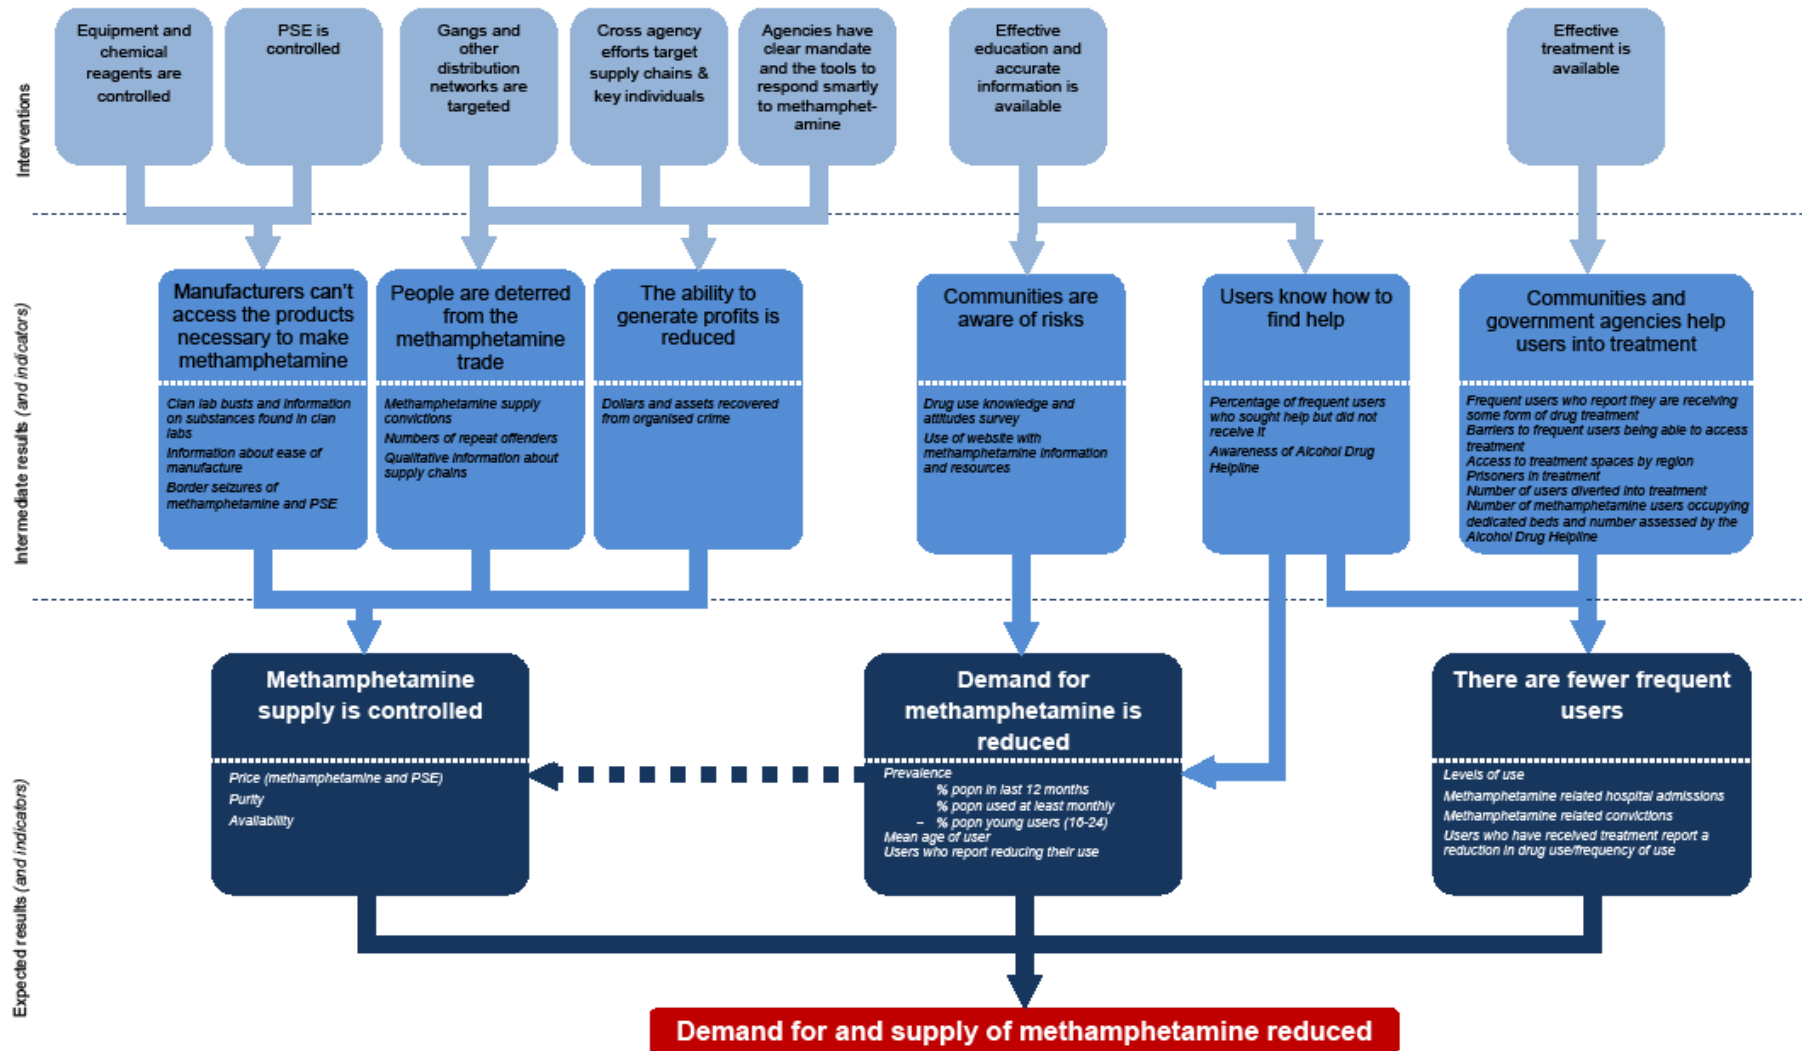 Interventions
Equipment and
chemical
reagents are
controlled
PSE is
controlled
Gangs and
other
distribution
networks are
targeted
Cross agency
efforts target
supply chains &
key individuals
Agencies have
clear mandate
and the tools to
respond smartly
to methamphet-
amine
Effective
education and
accurate
information is
available
Effective
treatment is
available
Intermediate results (and indicators)
Manufacturers can't
access the products
necessary to make
methamphetamine
Clan lab busts and information
on substances found in clan
labs
Information about ease of
manufacture
Border seizures of
methamphetamine and PSE
People are deterred
from the
methamphetamine
trade
Methamphetamine supply
convictions
Numbers of repeat offenders
Qualitative information about
supply chains
The ability to
generate profits is
reduced
Dollars and assets recovered
from organised crime
Communities are
aware of risks
Drug use knowledge and
attitudes survey
Use of website with
methamphetamine information
and resources
Users know how to
find help
Percentage of frequent users
who sought help but did not
receive it
Awareness of Alcohol Drug
Helpline
Communities and
government agencies help
users into treatment
Frequent users who report they are receiving
some form of drug treatment
Barriers to frequent users being able to access
treatment
Access to treatment spaces by region
Prisoners in treatment
Number of users diverted into treatment
Number of methamphetamine users occupying
dedicated beds and number assessed by the
Alcohol Drug Helpline
Expected results (and indicators)
Methamphetamine
supply is controlled
Price (methamphetamine and PSE)
Purity
Availability
Demand for
methamphetamine is
reduced
Prevalence
% popn in last 12 months
% popn used at least monthly
– % popn young users (16-24)
Mean age of user
Users who report reducing their use
There are fewer frequent
users
Levels of use
Methamphetamine related hospital admissions
Methamphetamine related convictions
Users who have received treatment report a
reduction in drug use/frequency of use
Demand for and supply of methamphetamine reduced